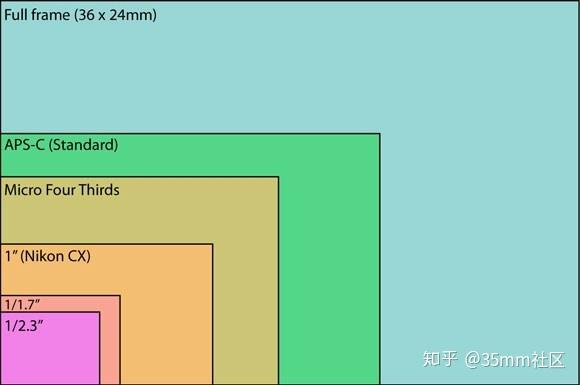 Full frame (36 x 24mm)
APS-C (Standard)
Micro Four Thirds
1” (Nikon CX)
1/1.7”
1/2.3”
知乎 @35mm社区